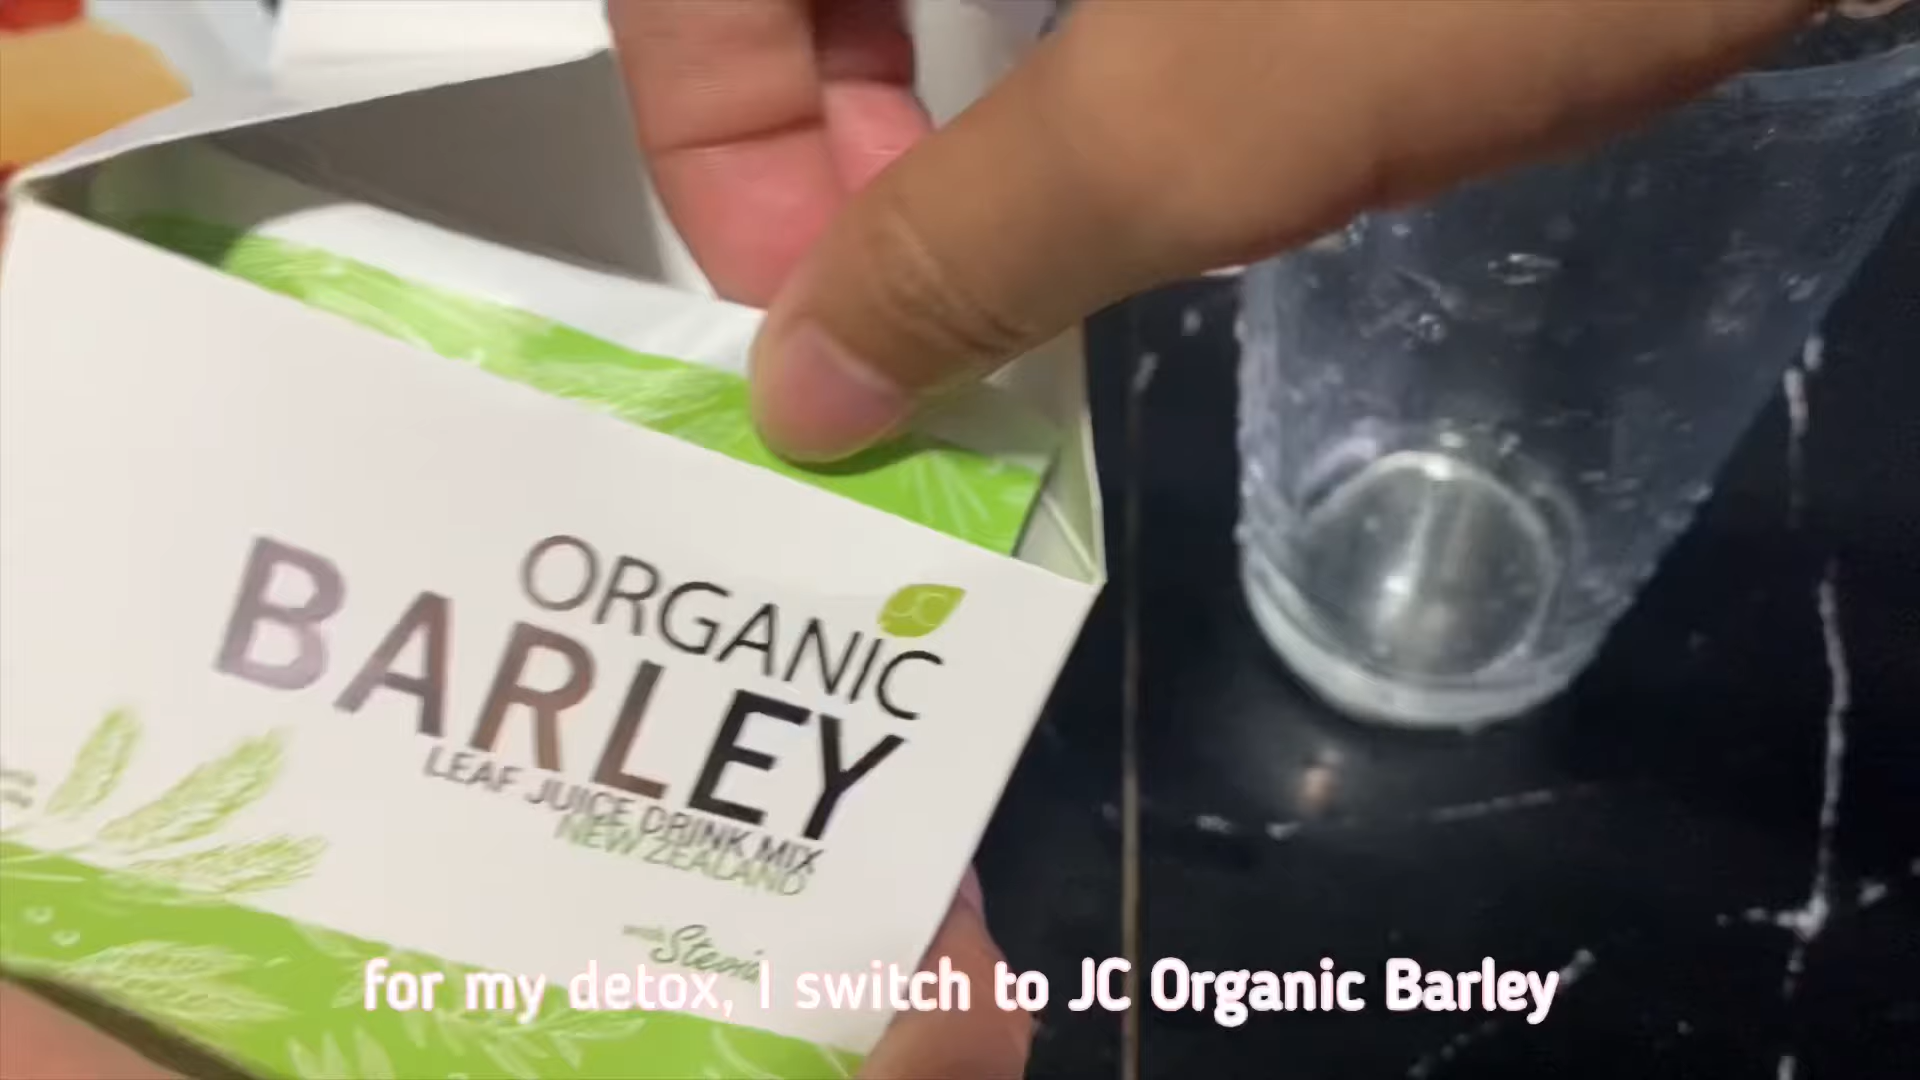 ORGANIC
JC
BARLEY
LEAF JUICE DRINK MIX
NEW ZEALAND
with Stevia
for my detox, I switch to JC Organic Barley